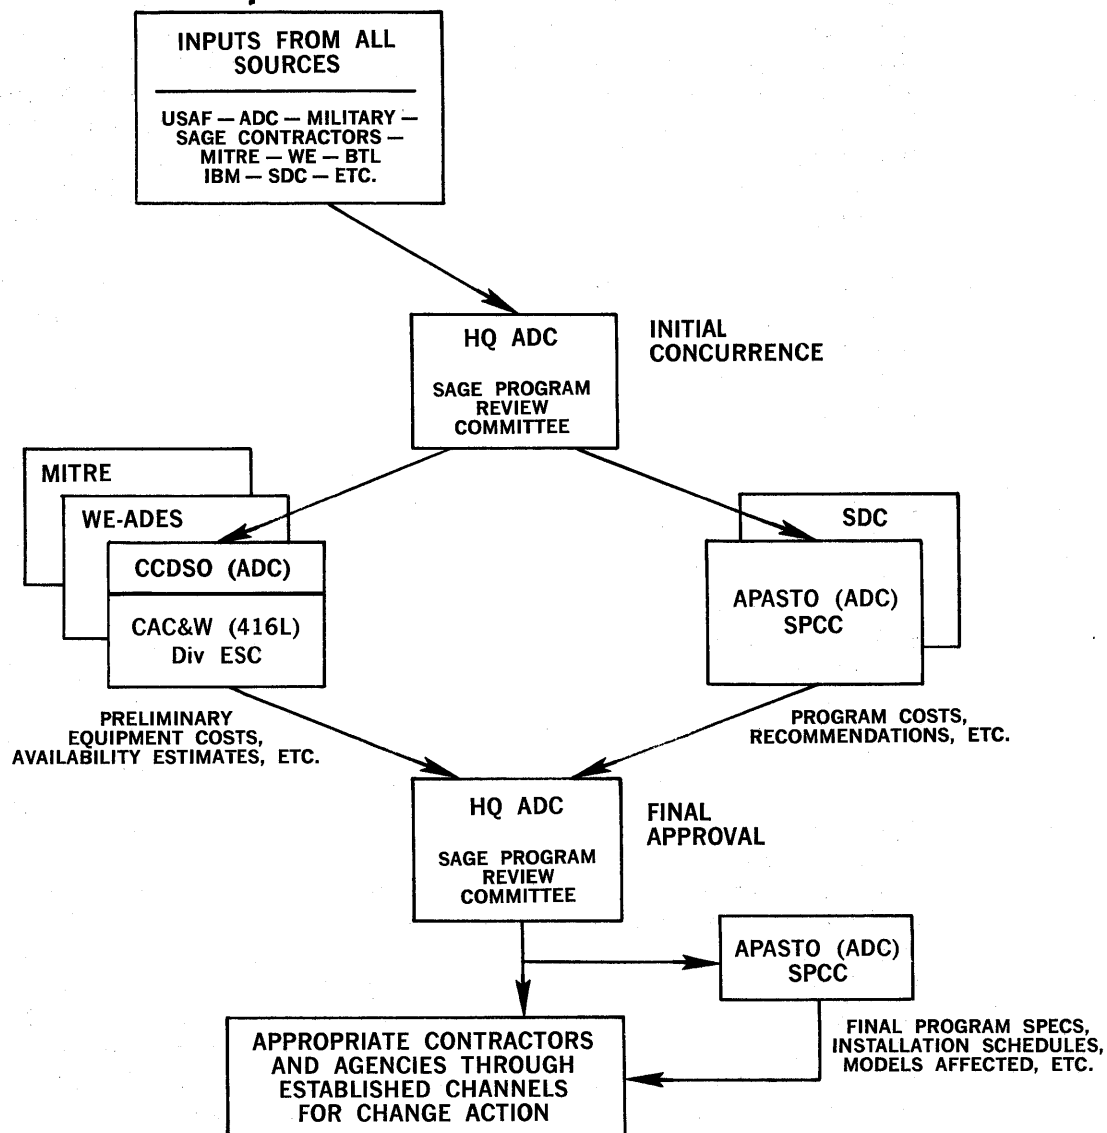 INPUTS FROM ALL
SOURCES
USAF — ADC — MILITARY —
SAGE CONTRACTORS —
MITRE — WE — BTL
IBM — SDC — ETC.
HQ ADC
SAGE PROGRAM
REVIEW
COMMITTEE
INITIAL
CONCURRENCE
MITRE
WE-ADES
CCDSO (ADC)
CAC&W (416L)
Div ESC
SDC
APASTO (ADC)
SPCC
PRELIMINARY
EQUIPMENT COSTS,
AVAILABILITY ESTIMATES, ETC.
PROGRAM COSTS,
RECOMMENDATIONS, ETC.
HQ ADC
SAGE PROGRAM
REVIEW
COMMITTEE
FINAL
APPROVAL
APASTO (ADC)
SPCC
FINAL PROGRAM SPECS,
INSTALLATION SCHEDULES,
MODELS AFFECTED, ETC.
APPROPRIATE CONTRACTORS
AND AGENCIES THROUGH
ESTABLISHED CHANNELS
FOR CHANGE ACTION